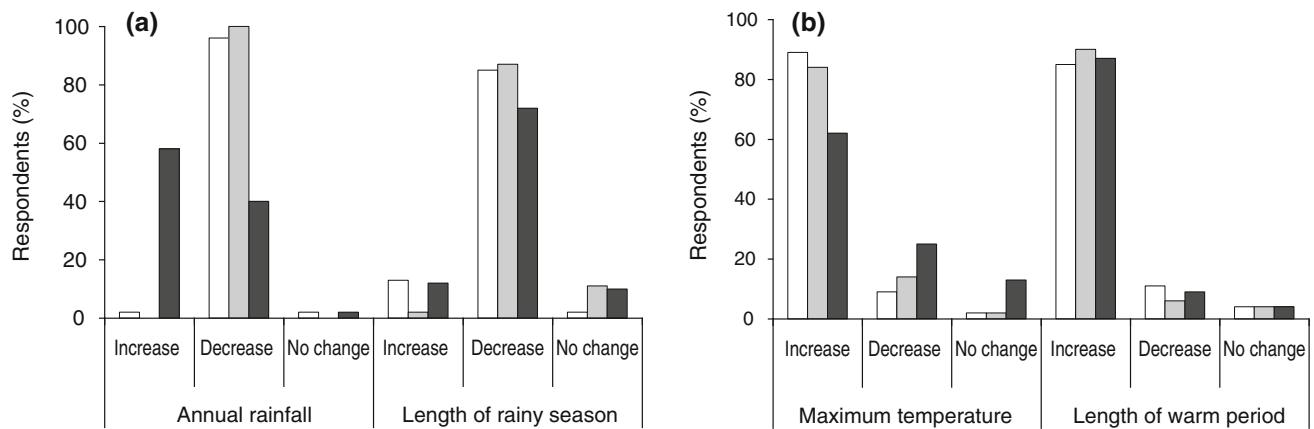 (a)
Respondents (%)
100
80
60
40
20
0
Increase Decrease No change Increase Decrease No change
Annual rainfall Length of rainy season
(b)
Respondents (%)
100
80
60
40
20
0
Increase Decrease No change Increase Decrease No change
Maximum temperature Length of warm period